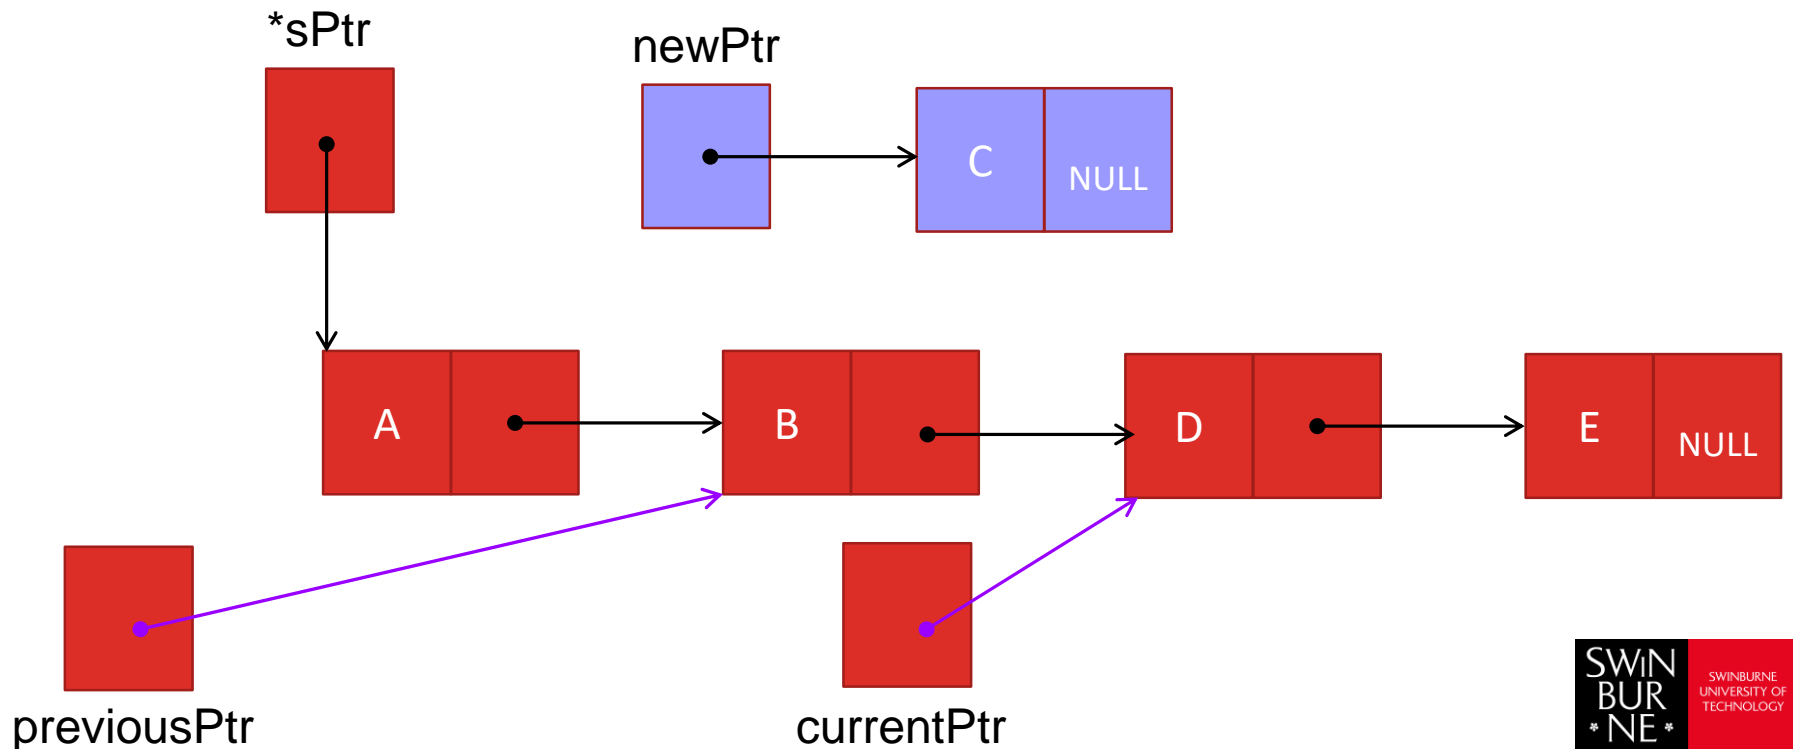 *sPtr
newPtr
C
NULL
A
B
D
E
NULL
previousPtr
currentPtr
SWIN
BUR
* NE *
SWINBURNE
UNIVERSITY OF
TECHNOLOGY